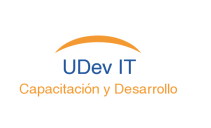 UDev IT
Capacitación y Desarrollo